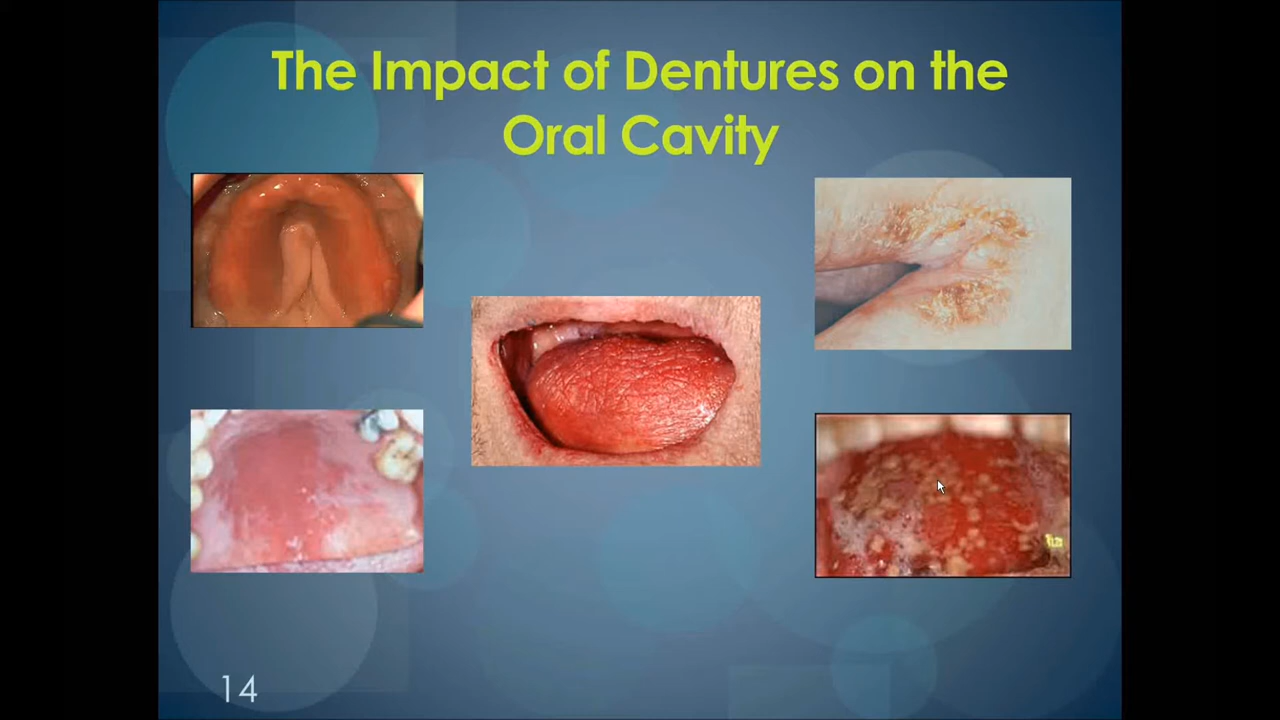 The Impact of Dentures on the
Oral Cavity
14